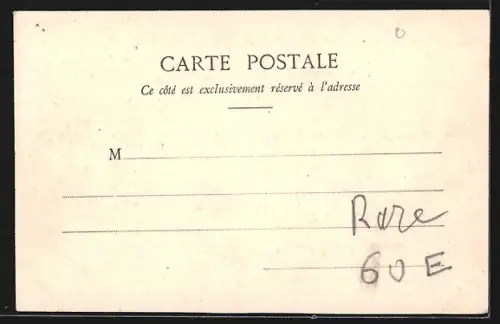 CARTE POSTALE
Ce côté est exclusivement réservé à l'adresse
M
Rare
60 E